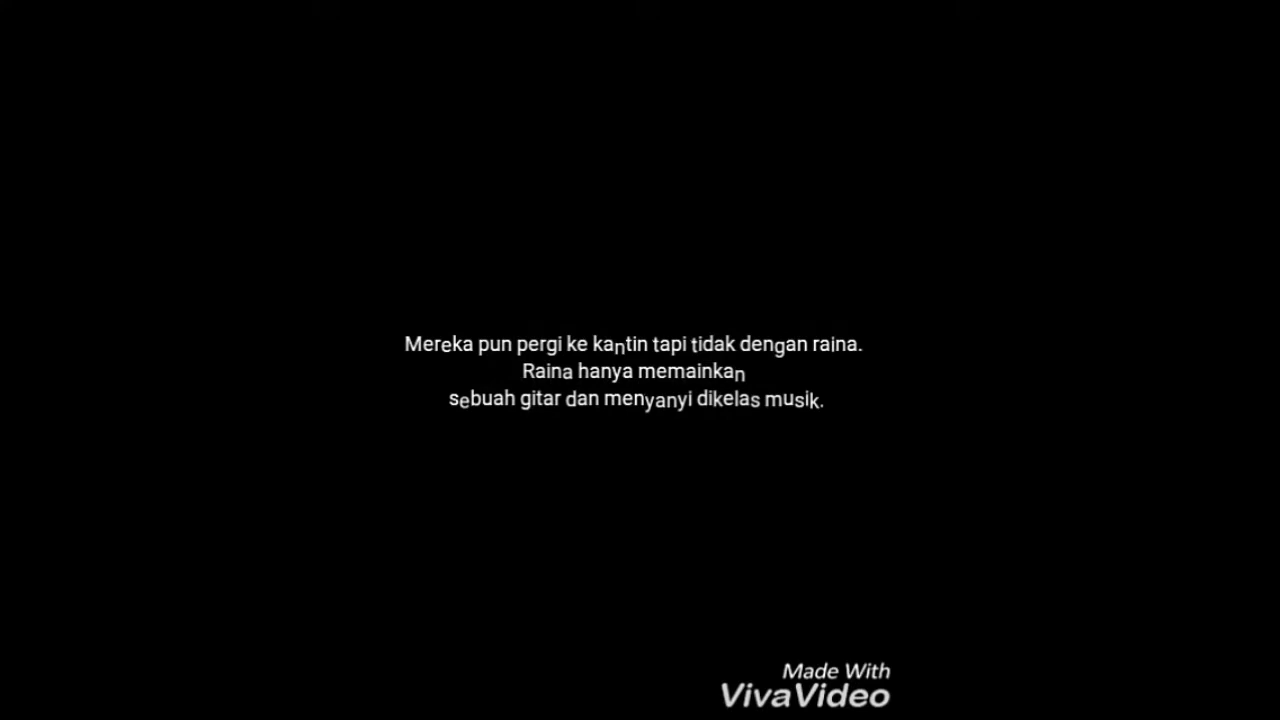 Mereka pun pergi ke kantin tapi tidak dengan raina.
Raina hanya memainkan
sebuah gitar dan menyanyi dikelas musik.
Made With
VivaVideo